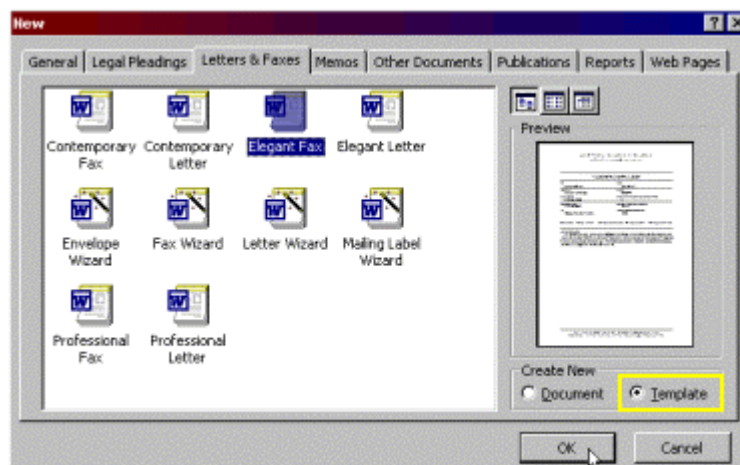 New
General Legal Pleadings Letters & Faxes Memos Other Documents Publications Reports Web Pages
Contemporary Fax
Contemporary Letter
Elegant Fax
Elegant Letter
Envelope Wizard
Fax Wizard
Letter Wizard
Mailing Label Wizard
Professional Fax
Professional Letter
Preview
Create New
Document Template
OK Cancel